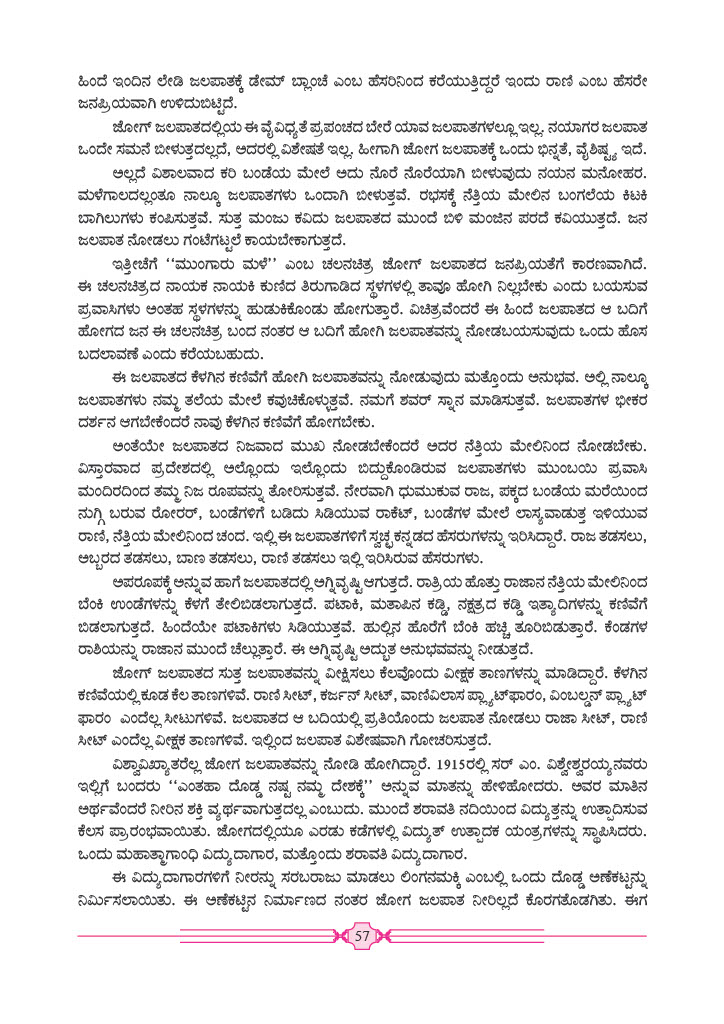 ಹಿಂದೆ ಇಂದಿನ ಲೇಡಿ ಜಲಪಾತಕ್ಕೆ ಡೇಮ್ ಬ್ಲಾಂಚೆ ಎಂಬ ಹೆಸರಿನಿಂದ ಕರೆಯುತ್ತಿದ್ದರೆ ಇಂದು ರಾಣಿ ಎಂಬ ಹೆಸರೇ
ಜನಪ್ರಿಯವಾಗಿ ಉಳಿದುಬಿಟ್ಟಿದೆ.
ಜೋಗ್ ಜಲಪಾತದಲ್ಲಿಯ ಈ ವೈವಿಧ್ಯತೆ ಪ್ರಪಂಚದ ಬೇರೆ ಯಾವ ಜಲಪಾತಗಳಲ್ಲೂ ಇಲ್ಲ. ನಯಾಗರ ಜಲಪಾತ
ಒಂದೇ ಸಮನೆ ಬೀಳುತ್ತದಲ್ಲದೆ, ಅದರಲ್ಲಿ ವಿಶೇಷತೆ ಇಲ್ಲ. ಹೀಗಾಗಿ ಜೋಗ ಜಲಪಾತಕ್ಕೆ ಒಂದು ಭಿನ್ನತೆ, ವೈಶಿಷ್ಟ್ಯ ಇದೆ.
ಅಲ್ಲದೆ ವಿಶಾಲವಾದ ಕರಿ ಬಂಡೆಯ ಮೇಲೆ ಅದು ನೊರೆ ನೊರೆಯಾಗಿ ಬೀಳುವುದು ನಯನ ಮನೋಹರ.
ಮಳೆಗಾಲದಲ್ಲಂತೂ ನಾಲ್ಕೂ ಜಲಪಾತಗಳು ಒಂದಾಗಿ ಬೀಳುತ್ತವೆ. ರಭಸಕ್ಕೆ ನೆತ್ತಿಯ ಮೇಲಿನ ಬಂಗಲೆಯ ಕಿಟಕಿ
ಬಾಗಿಲುಗಳು ಕಂಪಿಸುತ್ತವೆ. ಸುತ್ತ ಮಂಜು ಕವಿದು ಜಲಪಾತದ ಮುಂದೆ ಬಿಳಿ ಮಂಜಿನ ಪರದೆ ಕವಿಯುತ್ತದೆ. ಜನ
ಜಲಪಾತ ನೋಡಲು ಗಂಟೆಗಟ್ಟಲೆ ಕಾಯಬೇಕಾಗುತ್ತದೆ.
ಇತ್ತೀಚೆಗೆ ‘‘ಮುಂಗಾರು ಮಳೆ’’ ಎಂಬ ಚಲನಚಿತ್ರ ಜೋಗ್ ಜಲಪಾತದ ಜನಪ್ರಿಯತೆಗೆ ಕಾರಣವಾಗಿದೆ.
ಈ ಚಲನಚಿತ್ರದ ನಾಯಕ ನಾಯಕಿ ಕುಣಿದ ತಿರುಗಾಡಿದ ಸ್ಥಳಗಳಲ್ಲಿ ತಾವೂ ಹೋಗಿ ನಿಲ್ಲಬೇಕು ಎಂದು ಬಯಸುವ
ಪ್ರವಾಸಿಗಳು ಅಂತಹ ಸ್ಥಳಗಳನ್ನು ಹುಡುಕಿಕೊಂಡು ಹೋಗುತ್ತಾರೆ. ವಿಚಿತ್ರವೆಂದರೆ ಈ ಹಿಂದೆ ಜಲಪಾತದ ಆ ಬದಿಗೆ
ಹೋಗದ ಜನ ಈ ಚಲನಚಿತ್ರ ಬಂದ ನಂತರ ಆ ಬದಿಗೆ ಹೋಗಿ ಜಲಪಾತವನ್ನು ನೋಡಬಯಸುವುದು ಒಂದು ಹೊಸ
ಬದಲಾವಣೆ ಎಂದು ಕರೆಯಬಹುದು.
ಈ ಜಲಪಾತದ ಕೆಳಗಿನ ಕಣಿವೆಗೆ ಹೋಗಿ ಜಲಪಾತವನ್ನು ನೋಡುವುದು ಮತ್ತೊಂದು ಅನುಭವ. ಅಲ್ಲಿ ನಾಲ್ಕೂ
ಜಲಪಾತಗಳು ನಮ್ಮ ತಲೆಯ ಮೇಲೆ ಕವುಚಿಕೊಳ್ಳುತ್ತವೆ. ನಮಗೆ ಶವರ್ ಸ್ನಾನ ಮಾಡಿಸುತ್ತವೆ. ಜಲಪಾತಗಳ ಭೀಕರ
ದರ್ಶನ ಆಗಬೇಕೆಂದರೆ ನಾವು ಕೆಳಗಿನ ಕಣಿವೆಗೆ ಹೋಗಬೇಕು.
ಅಂತೆಯೇ ಜಲಪಾತದ ನಿಜವಾದ ಮುಖ ನೋಡಬೇಕೆಂದರೆ ಅದರ ನೆತ್ತಿಯ ಮೇಲಿನಿಂದ ನೋಡಬೇಕು.
ವಿಸ್ತಾರವಾದ ಪ್ರದೇಶದಲ್ಲಿ ಅಲ್ಲೊಂದು ಇಲ್ಲೊಂದು ಬಿದ್ದುಕೊಂಡಿರುವ ಜಲಪಾತಗಳು ಮುಂಬಯಿ ಪ್ರವಾಸಿ
ಮಂದಿರದಿಂದ ತಮ್ಮ ನಿಜ ರೂಪವನ್ನು ತೋರಿಸುತ್ತವೆ. ನೇರವಾಗಿ ಧುಮುಕುವ ರಾಜ, ಪಕ್ಕದ ಬಂಡೆಯ ಮರೆಯಿಂದ
ನುಗ್ಗಿ ಬರುವ ರೋರರ್, ಬಂಡೆಗಳಿಗೆ ಬಡಿದು ಸಿಡಿಯುವ ರಾಕೆಟ್, ಬಂಡೆಗಳ ಮೇಲೆ ಲಾಸ್ಯವಾಡುತ್ತ ಇಳಿಯುವ
ರಾಣಿ, ನೆತ್ತಿಯ ಮೇಲಿನಿಂದ ಚಂದ. ಇಲ್ಲಿ ಈ ಜಲಪಾತಗಳಿಗೆ ಸ್ವಚ್ಛ ಕನ್ನಡದ ಹೆಸರುಗಳನ್ನು ಇರಿಸಿದ್ದಾರೆ. ರಾಜ ತಡಸಲು,
ಅಬ್ಬರದ ತಡಸಲು, ಬಾಣ ತಡಸಲು, ರಾಣಿ ತಡಸಲು ಇಲ್ಲಿ ಇರಿಸಿರುವ ಹೆಸರುಗಳು.
ಅಪರೂಪಕ್ಕೆ ಅನ್ನುವ ಹಾಗೆ ಜಲಪಾತದಲ್ಲಿ ಅಗ್ನಿವೃಷ್ಟಿ ಆಗುತ್ತದೆ. ರಾತ್ರಿಯ ಹೊತ್ತು ರಾಜಾನ ನೆತ್ತಿಯ ಮೇಲಿನಿಂದ
ಬೆಂಕಿ ಉಂಡೆಗಳನ್ನು ಕೆಳಗೆ ತೇಲಿಬಿಡಲಾಗುತ್ತದೆ. ಪಟಾಕಿ, ಮತಾಪಿನ ಕಡ್ಡಿ, ನಕ್ಷತ್ರದ ಕಡ್ಡಿ ಇತ್ಯಾದಿಗಳನ್ನು ಕಣಿವೆಗೆ
ಬಿಡಲಾಗುತ್ತದೆ. ಹಿಂದೆಯೇ ಪಟಾಕಿಗಳು ಸಿಡಿಯುತ್ತವೆ. ಹುಲ್ಲಿನ ಹೊರೆಗೆ ಬೆಂಕಿ ಹಚ್ಚಿ ತೂರಿಬಿಡುತ್ತಾರೆ. ಕೆಂಡಗಳ
ರಾಶಿಯನ್ನು ರಾಜಾನ ಮುಂದೆ ಚೆಲ್ಲುತ್ತಾರೆ. ಈ ಅಗ್ನಿವೃಷ್ಟಿ ಅದ್ಭುತ ಅನುಭವವನ್ನು ನೀಡುತ್ತದೆ.
ಜೋಗ್ ಜಲಪಾತದ ಸುತ್ತ ಜಲಪಾತವನ್ನು ವೀಕ್ಷಿಸಲು ಕೆಲವೊಂದು ವೀಕ್ಷಕ ತಾಣಗಳನ್ನು ಮಾಡಿದ್ದಾರೆ. ಕೆಳಗಿನ
ಕಣಿವೆಯಲ್ಲಿ ಕೂಡ ಕೆಲ ತಾಣಗಳಿವೆ. ರಾಣಿ ಸೀಟ್, ಕರ್ಜನ್ ಸೀಟ್, ವಾಣಿವಿಲಾಸ ಪ್ಲ್ಯಾಟ್‌ಫಾರಂ, ವಿಂಬಲ್ಡನ್ ಪ್ಲ್ಯಾಟ್
ಫಾರಂ ಎಂದೆಲ್ಲ ಸೀಟುಗಳಿವೆ. ಜಲಪಾತದ ಆ ಬದಿಯಲ್ಲಿ ಪ್ರತಿಯೊಂದು ಜಲಪಾತ ನೋಡಲು ರಾಜಾ ಸೀಟ್, ರಾಣಿ
ಸೀಟ್ ಎಂದೆಲ್ಲ ವೀಕ್ಷಕ ತಾಣಗಳಿವೆ. ಇಲ್ಲಿಂದ ಜಲಪಾತ ವಿಶೇಷವಾಗಿ ಗೋಚರಿಸುತ್ತದೆ.
ವಿಶ್ವಾವಿಖ್ಯಾತರೆಲ್ಲ ಜೋಗ ಜಲಪಾತವನ್ನು ನೋಡಿ ಹೋಗಿದ್ದಾರೆ. 1915ರಲ್ಲಿ ಸರ್ ಎಂ. ವಿಶ್ವೇಶ್ವರಯ್ಯನವರು
ಇಲ್ಲಿಗೆ ಬಂದರು ‘‘ಎಂತಹಾ ದೊಡ್ಡ ನಷ್ಟ ನಮ್ಮ ದೇಶಕ್ಕೆ’’ ಅನ್ನುವ ಮಾತನ್ನು ಹೇಳಿಹೋದರು. ಅವರ ಮಾತಿನ
ಅರ್ಥವೆಂದರೆ ನೀರಿನ ಶಕ್ತಿ ವ್ಯರ್ಥವಾಗುತ್ತದಲ್ಲ ಎಂಬುದು. ಮುಂದೆ ಶರಾವತಿ ನದಿಯಿಂದ ವಿದ್ಯುತ್ತನ್ನು ಉತ್ಪಾದಿಸುವ
ಕೆಲಸ ಪ್ರಾರಂಭವಾಯಿತು. ಜೋಗದಲ್ಲಿಯೂ ಎರಡು ಕಡೆಗಳಲ್ಲಿ ವಿದ್ಯುತ್ ಉತ್ಪಾದಕ ಯಂತ್ರಗಳನ್ನು ಸ್ಥಾಪಿಸಿದರು.
ಒಂದು ಮಹಾತ್ಮಾಗಾಂಧಿ ವಿದ್ಯುದಾಗಾರ, ಮತ್ತೊಂದು ಶರಾವತಿ ವಿದ್ಯುದಾಗಾರ.
ಈ ವಿದ್ಯುದಾಗಾರಗಳಿಗೆ ನೀರನ್ನು ಸರಬರಾಜು ಮಾಡಲು ಲಿಂಗನಮಕ್ಕಿ ಎಂಬಲ್ಲಿ ಒಂದು ದೊಡ್ಡ ಅಣೆಕಟ್ಟನ್ನು
ನಿರ್ಮಿಸಲಾಯಿತು. ಈ ಅಣೆಕಟ್ಟಿನ ನಿರ್ಮಾಣದ ನಂತರ ಜೋಗ ಜಲಪಾತ ನೀರಿಲ್ಲದೆ ಕೊರಗತೊಡಗಿತು. ಈಗ
57